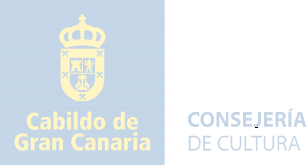 Cabildo de
Gran Canaria
CONSEJERÍA
DE CULTURA